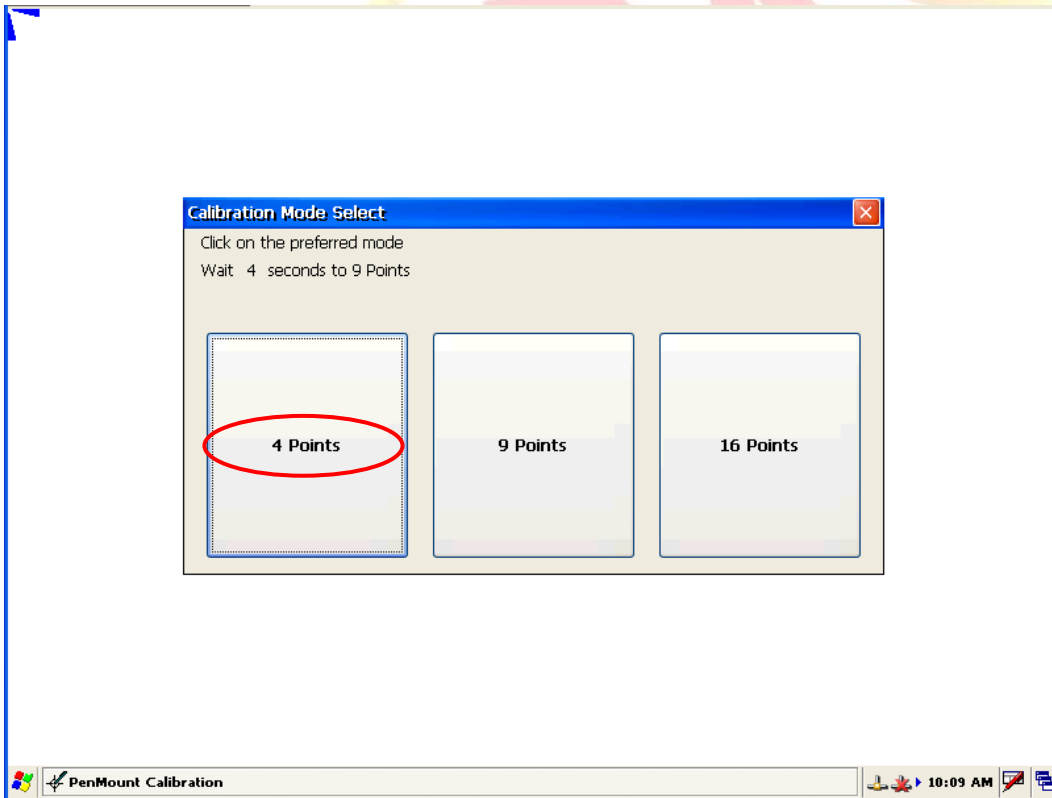 Calibration Mode Select
Click on the preferred mode
Wait 4 seconds to 9 Points
4 Points
9 Points
16 Points
PenMount Calibration
10:09 AM